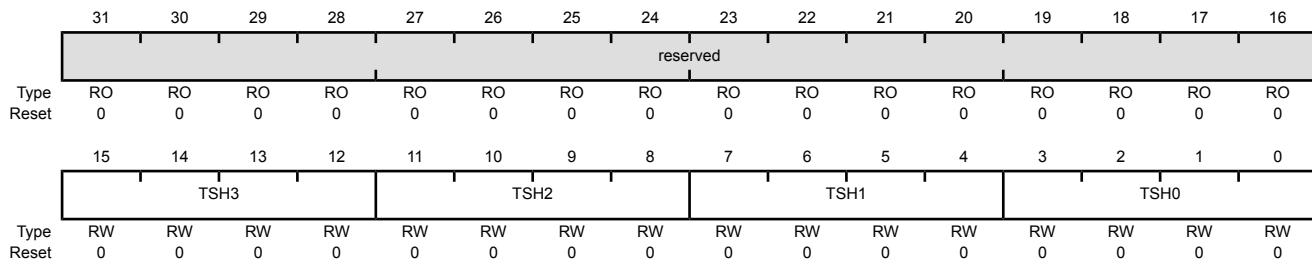 31 30 29 28 27 26 25 24 23 22 21 20 19 18 17 16
reserved
Type RO RO RO RO RO RO RO RO RO RO RO RO RO RO RO RO
Reset 0 0 0 0 0 0 0 0 0 0 0 0 0 0 0 0
15 14 13 12 11 10 9 8 7 6 5 4 3 2 1 0
TSH3 TSH2 TSH1 TSH0
Type RW RW RW RW RW RW RW RW RW RW RW RW RW RW RW RW
Reset 0 0 0 0 0 0 0 0 0 0 0 0 0 0 0 0